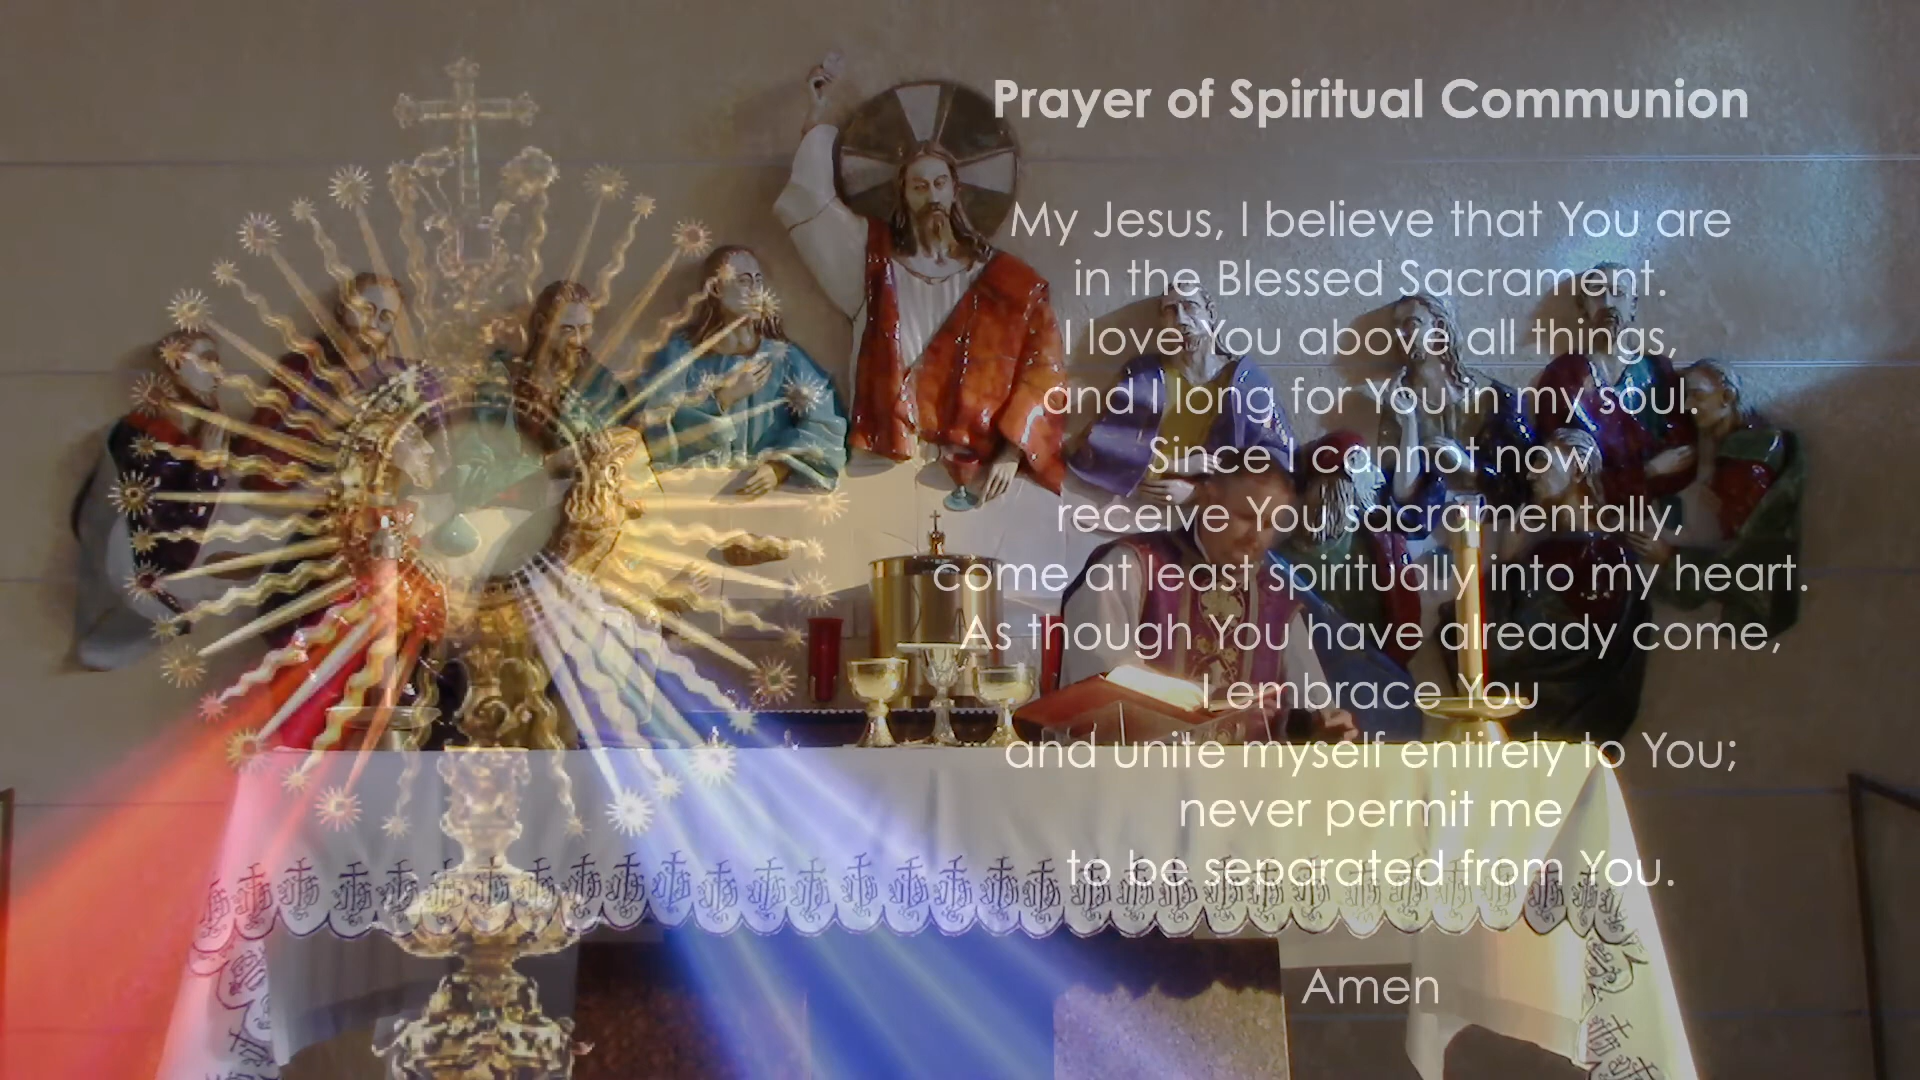 Prayer of Spiritual Communion
My Jesus, I believe that You are
in the Blessed Sacrament.
I love You above all things,
and I long for You in my soul.
Since I cannot now
receive You sacramentally,
come at least spiritually into my heart.
As though You have already come,
I embrace You
and unite myself entirely to You;
never permit me
to be separated from You.
Amen